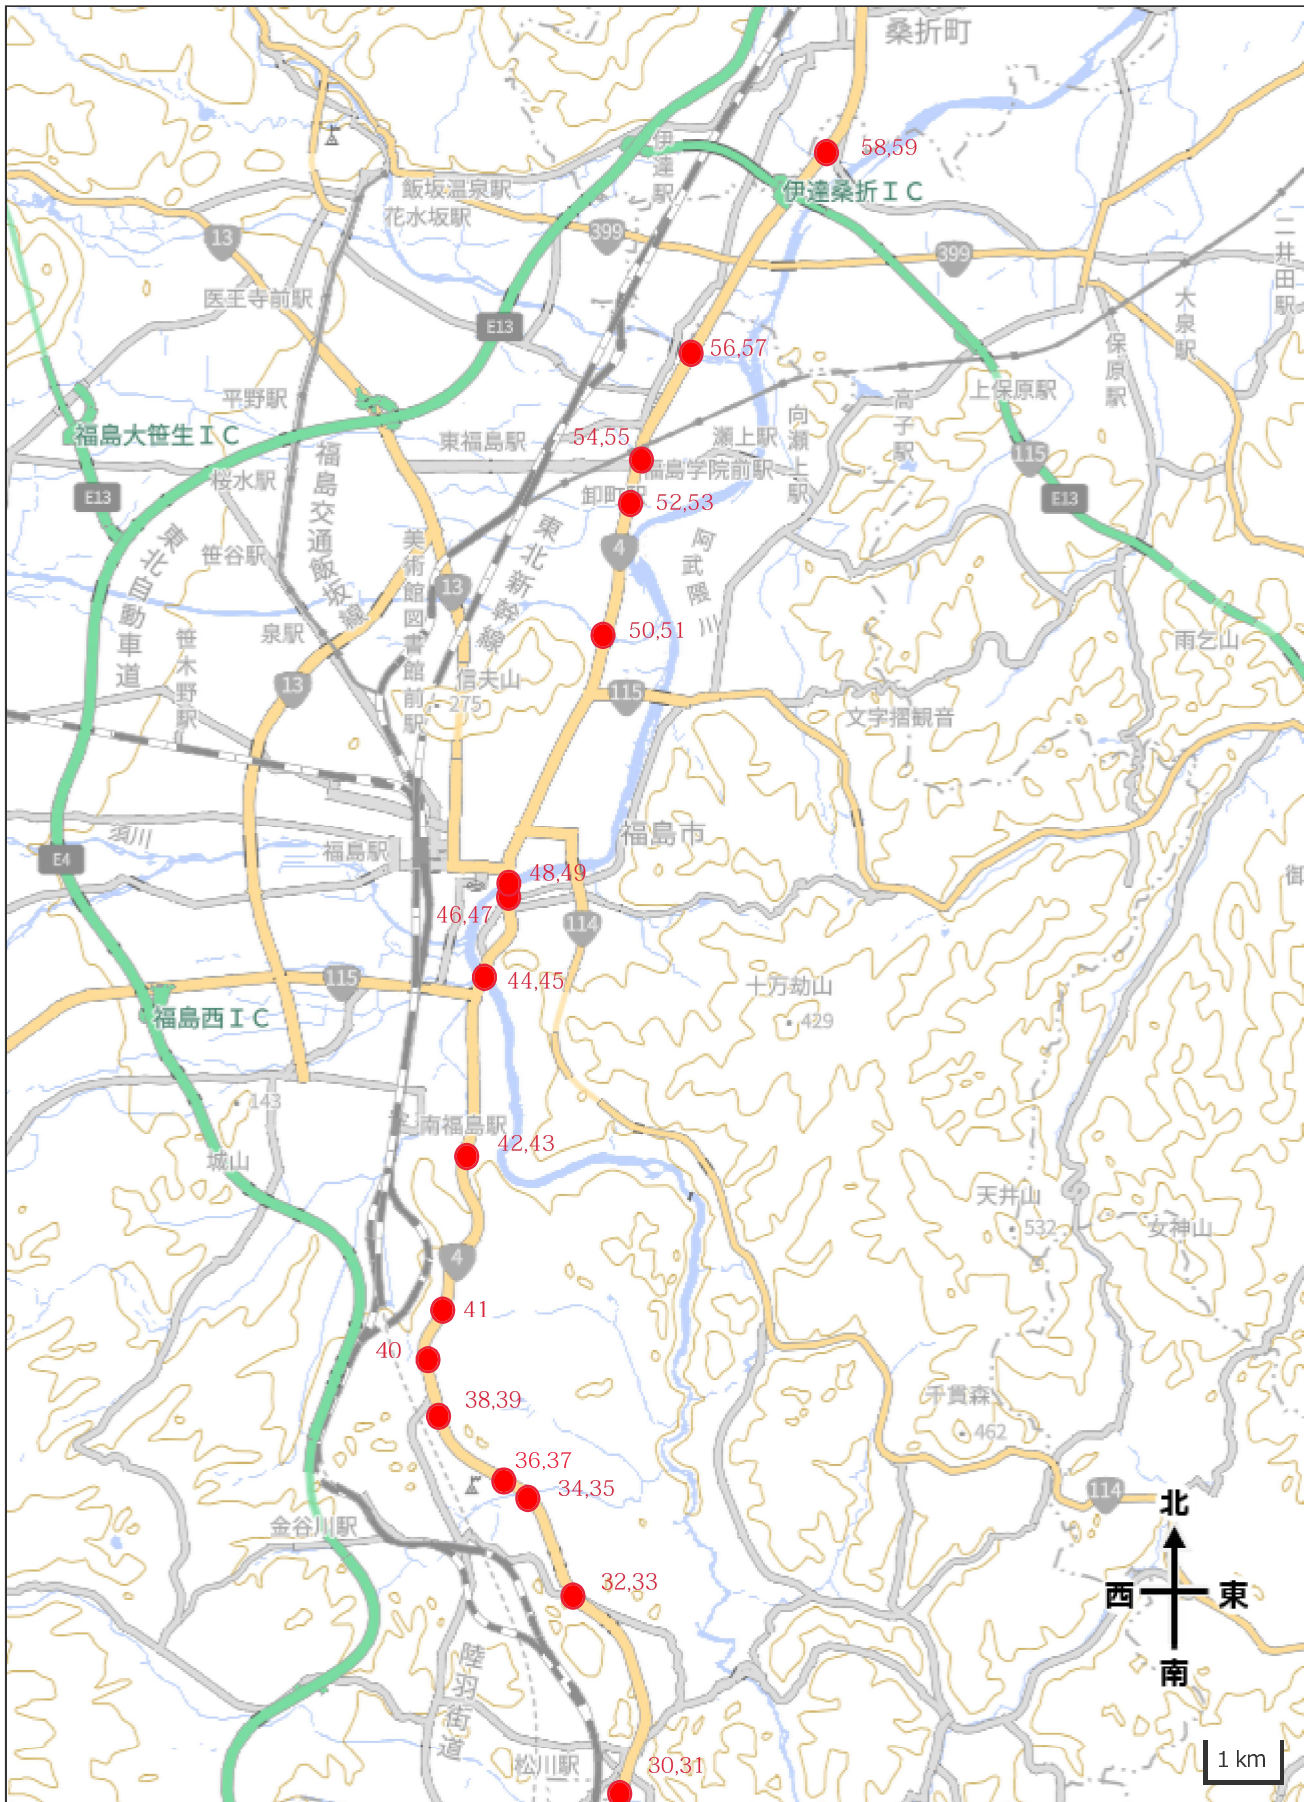 桑折町
58,59
伊達駅
飯坂温泉駅
伊達桑折ＩＣ
花水坂駅
399
13
399
二井田駅
医王寺前駅
大泉駅
E13
保原駅
56,57
上保原駅
平野駅
高子駅
向瀬上駅
福島大笹生ＩＣ
東福島駅
54,55
瀬上駅
福島交通飯坂線
115
福島学院前駅
桜水駅
卸町駅
E13
E13
52,53
東北自動車道
笹谷駅
美術館図書館前駅
東北新幹線
4
阿武隈川
13
泉駅
笹木野駅
50,51
雨乞山
信夫山
275
13
115
文字摺観音
須川
福島市
福島駅
E4
48,49
御
46,47
114
115
44,45
十万劫山
429
福島西ＩＣ
143
南福島駅
42,43
城山
天井山
532
女神山
4
41
40
千貫森
38,39
462
36,37
34,35
114
北
金谷川駅
32,33
西
東
南
陸羽街道
松川駅
30,31
1 km